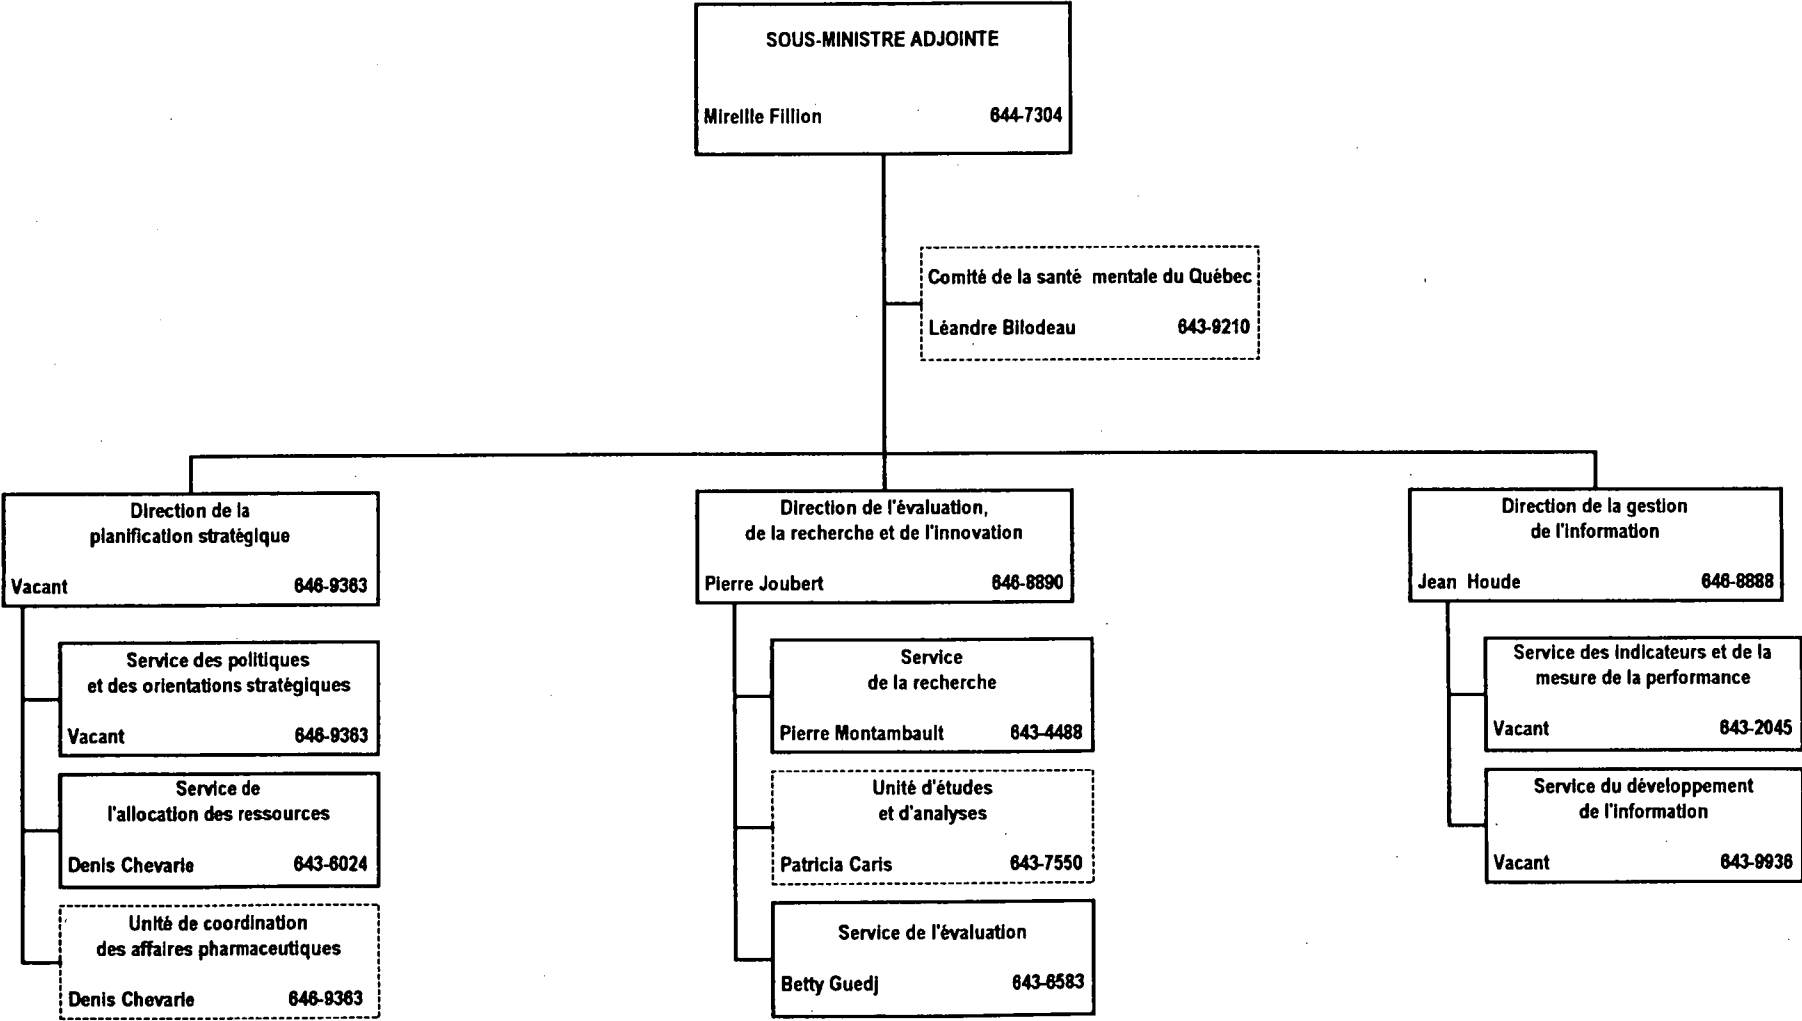 SOUS-MINISTRE ADJOINTE
Mireille Fillion 644-7304
Comité de la santé mentale du Québec
Léandre Bilodeau 643-9210
Direction de la
planification stratégique
Vacant 646-9363
Service des politiques
et des orientations stratégiques
Vacant 646-9363
Service de
l'allocation des ressources
Denis Chevarie 643-6024
Unité de coordination
des affaires pharmaceutiques
Denis Chevarie 646-9363
Direction de l'évaluation,
de la recherche et de l'innovation
Pierre Joubert 646-8890
Service
de la recherche
Pierre Montambault 643-4488
Unité d'études
et d'analyses
Patricia Caris 643-7550
Service de l'évaluation
Betty Guedj 643-6583
Direction de la gestion
de l'information
Jean Houde 646-8888
Service des indicateurs et de la
mesure de la performance
Vacant 643-2045
Service du développement
de l'information
Vacant 643-9936